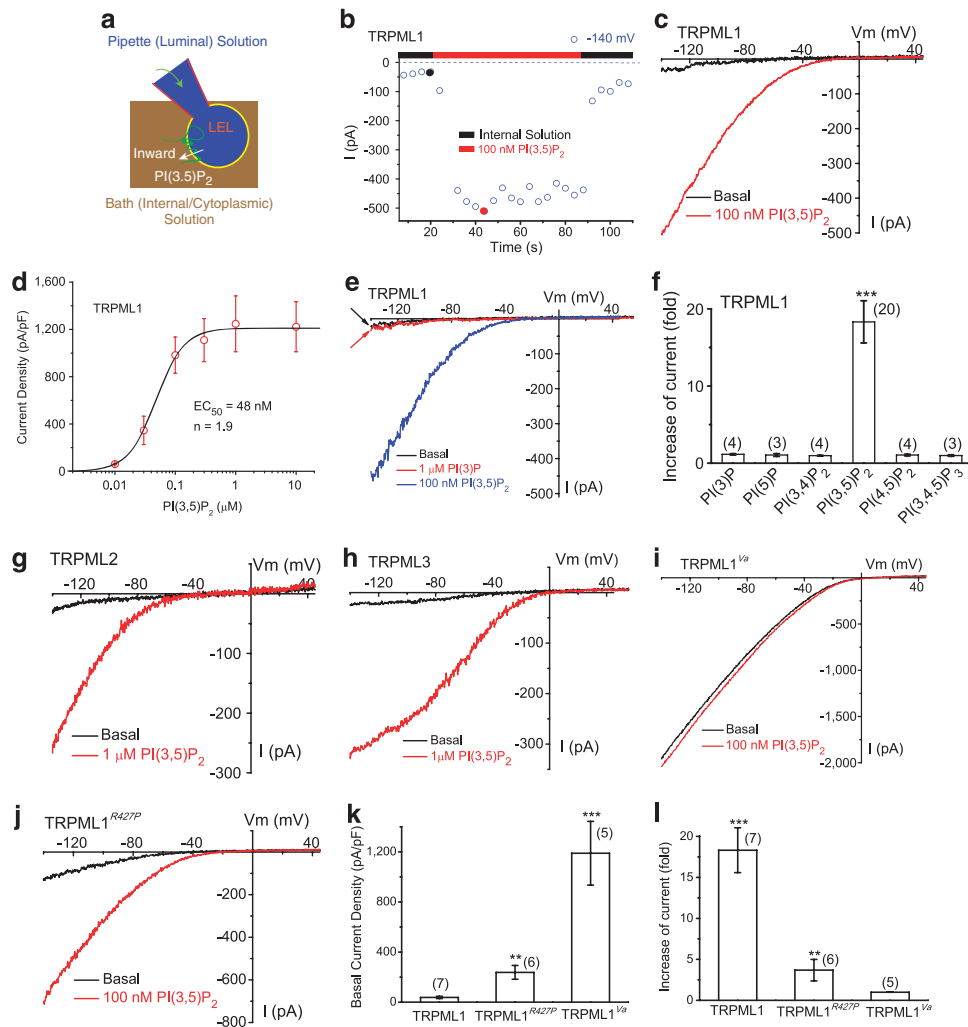 a
Pipette (Luminal) Solution
LEL
Inward
PI(3.5)P2
Bath (Internal/Cytoplasmic)
Solution
b
TRPML1
-140 mV
0
-100
-200
-300
-400
-500
I (pA)
Internal Solution
100 nM PI(3,5)P2
20 40 60 80 100
Time (s)
c
TRPML1
Vm (mV)
-120 -80 -40 40
-100
-200
-300
-400
-500
I (pA)
Basal
100 nM PI(3,5)P2
d
1,600
1,200
800
400
0
Current Density (pA/pF)
TRPML1
EC50 = 48 nM
n = 1.9
0.01 0.1 1 10
PI(3,5)P2 (μM)
e
TRPML1
Vm (mV)
-120 -80 -40 40
-100
-200
-300
-400
-500
I (pA)
Basal
1 μM PI(3)P
100 nM PI(3,5)P2
f
TRPML1
Increase of current (fold)
20
10
0
(4) (3) (4) *** (20) (4) (3)
PI(3)P PI(5)P PI(3,4)P2 PI(3,5)P2 PI(4,5)P2 PI(3,4,5)P3
g
TRPML2
Vm (mV)
-120 -80 -40 40
-100
-200
-300
I (pA)
Basal
1 μM PI(3,5)P2
h
TRPML3
Vm (mV)
-120 -80 -40 40
-100
-200
-300
I (pA)
Basal
1μM PI(3,5)P2
i
TRPML1Va
Vm (mV)
-120 -80 -40 40
-500
-1,000
-1,500
-2,000
I (pA)
Basal
100 nM PI(3,5)P2
j
TRPML1R427P
Vm (mV)
-120 -80 -40 40
-200
-400
-600
-800
I (pA)
Basal
100 nM PI(3,5)P2
k
Basal Current Density (pA/pF)
1,200
800
400
0
(7)
** (6)
*** (5)
TRPML1 TRPML1R427P TRPML1Va
l
Increase of current (fold)
20
15
10
5
0
*** (7)
** (6)
(5)
TRPML1 TRPML1R427P TRPML1Va